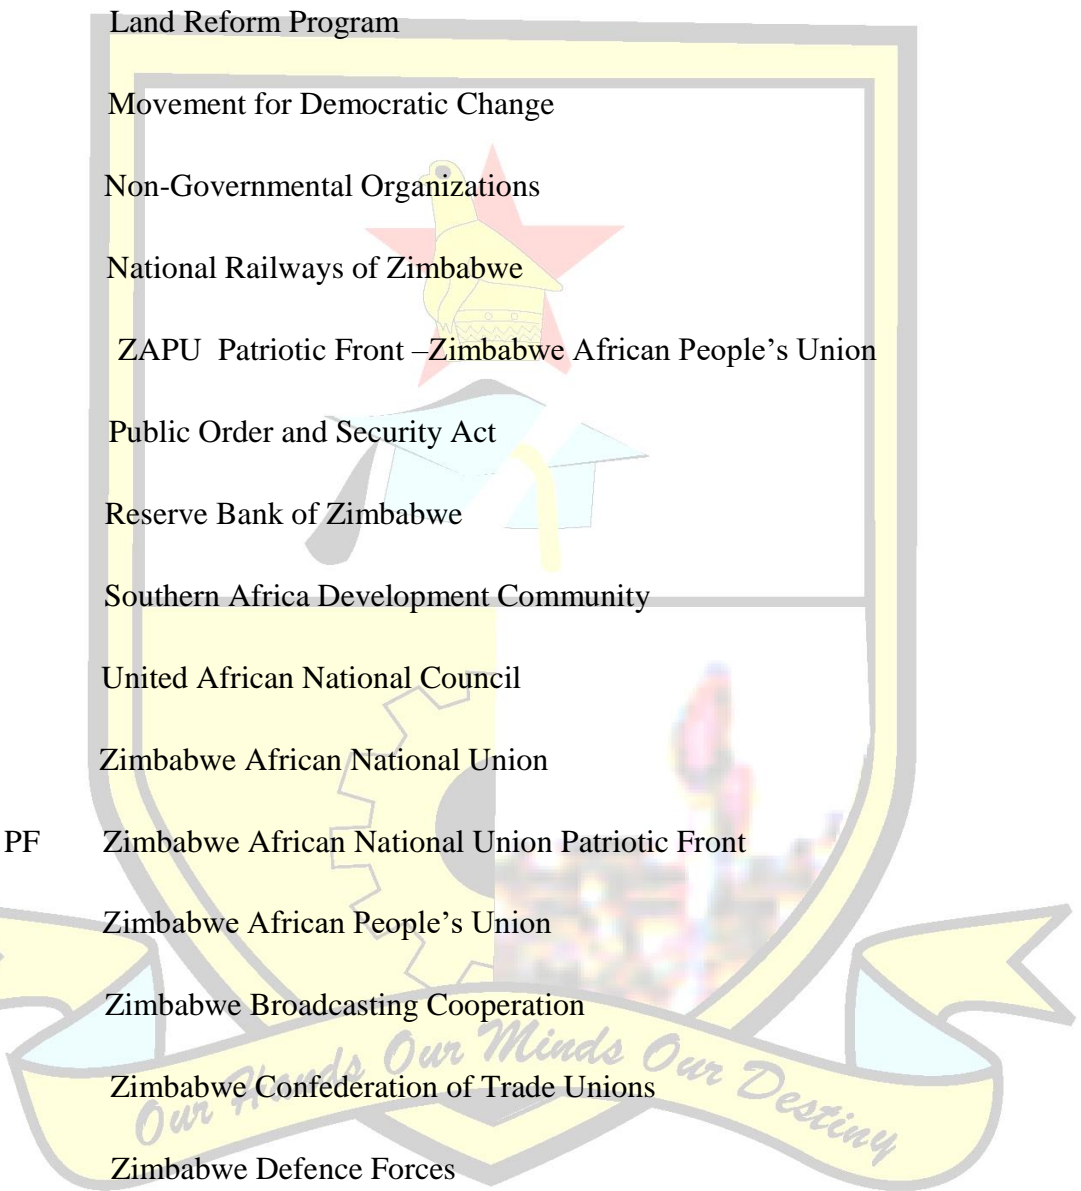 Land Reform Program
Movement for Democratic Change
Non-Governmental Organizations
National Railways of Zimbabwe
ZAPU Patriotic Front –Zimbabwe African People’s Union
Public Order and Security Act
Reserve Bank of Zimbabwe
Southern Africa Development Community
United African National Council
Zimbabwe African National Union
PF Zimbabwe African National Union Patriotic Front
Zimbabwe African People’s Union
Zimbabwe Broadcasting Cooperation
Zimbabwe Confederation of Trade Unions
Our Hands Our Minds Our Destiny
Zimbabwe Defence Forces